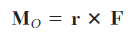 M_O = r × F